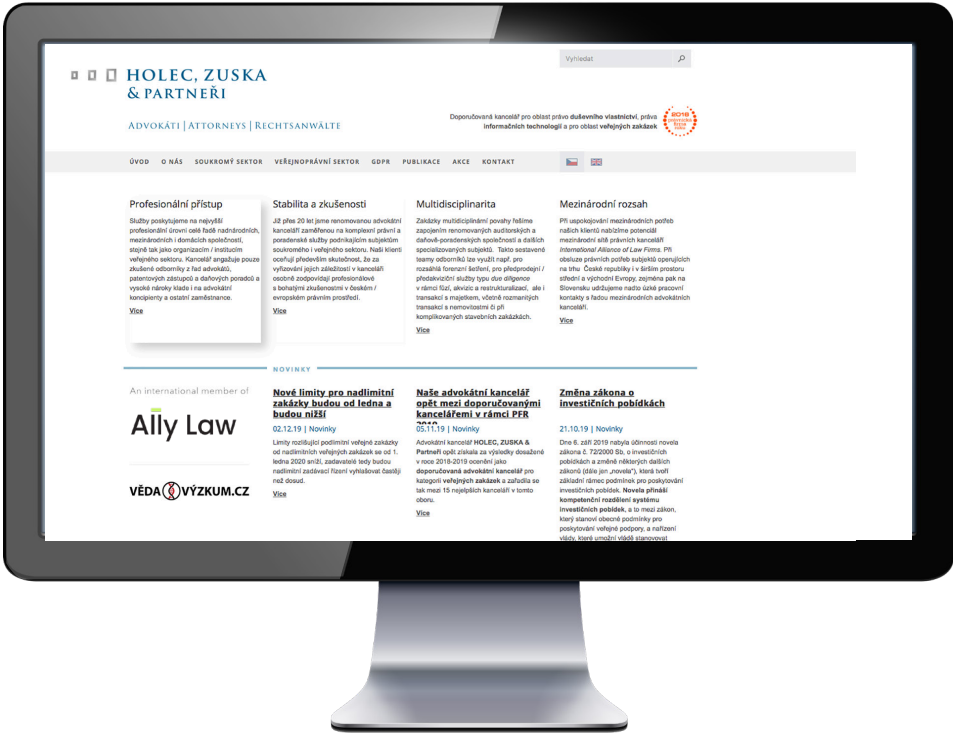 Vyhledat
HOLEC, ZUSKA
& PARTNEŘI
ADVOKÁTI | ATTORNEYS | RECHTSANWÄLTE
Doporučovaná kancelář pro oblast právo duševního vlastnictví, práva
informačních technologií a pro oblast veřejných zakázek
2018
právnická
firma
roku
ÚVOD O NÁS SOUKROMÝ SEKTOR VEŘEJNOPRÁVNÍ SEKTOR GDPR PUBLIKACE AKCE KONTAKT
Profesionální přístup
Služby poskytujeme na nejvyšší
profesionální úrovni celé řadě nadnárodních,
mezinárodních i domácích společností,
stejně tak jako organizacím / institucím
veřejného sektoru. Kancelář angažuje pouze
zkušené odborníky z řad advokátů,
patentových zástupců a daňových poradců a
vysoké nároky klade i na advokátní
koncipienty a ostatní zaměstnance.
Více
Stabilita a zkušenosti
Již přes 20 let jsme renomovanou advokátní
kanceláří zaměřenou na komplexní právní a
poradenské služby podnikajícím subjektům
soukromého i veřejného sektoru. Naši klienti
oceňují především skutečnost, že za
vyřizování jejich záležitostí v kanceláři
osobně zodpovídají profesionálové
s bohatými zkušenostmi v českém /
evropském právním prostředí.
Více
Multidisciplinarita
Zakázky multidisciplinární povahy řešíme
zapojením renomovaných auditorských a
daňově-poradenských společností a dalších
specializovaných subjektů. Takto sestavené
teamy odborníků lze využít např. pro
rozsáhlá forenzní šetření, pro předprodejní /
předakviziční služby typu due diligence
v rámci fúzí, akvizic a restrukturalizací, ale i
transakcí s majetkem, včetně rozmanitých
transakcí s nemovitostmi či při
komplikovaných stavebních zakázkách.
Více
Mezinárodní rozsah
Při uspokojování mezinárodních potřeb
našich klientů nabízíme potenciál
mezinárodní sítě právních kanceláří
International Alliance of Law Firms. Při
obsluze právních potřeb subjektů operujících
na trhu České republiky i v širším prostoru
střední a východní Evropy, zejména pak na
Slovensku udržujeme nadto úzké pracovní
kontakty s řadou mezinárodních advokátních
kanceláří.
Více
NOVINKY
An international member of
Ally Law
VĚDA VÝZKUM.CZ
Nové limity pro nadlimitní
zakázky budou od ledna a
budou nižší
02.12.19 | Novinky
Limity rozlišující podlimitní veřejné zakázky
od nadlimitních veřejných zakázek se od 1.
ledna 2020 sníží, zadavatelé tedy budou
nadlimitní zadávací řízení vyhlašovat častěji
než dosud.
Více
Naše advokátní kancelář
opět mezi doporučovanými
kancelářemi v rámci PFR
2019
05.11.19 | Novinky
Advokátní kancelář HOLEC, ZUSKA &
Partneři opět získala za výsledky dosažené
v roce 2018-2019 ocenění jako
doporučovaná advokátní kancelář pro
kategorii veřejných zakázek a zařadila se
tak mezi 15 nejlepších kanceláří v tomto
oboru.
Více
Změna zákona o
investičních pobídkách
21.10.19 | Novinky
Dne 6. září 2019 nabyla účinnosti novela
zákona č. 72/2000 Sb, o investičních
pobídkách a změně některých dalších
zákonů (dále jen „novela"), která tvoří
základní rámec podmínek pro poskytování
investičních pobídek. Novela přináší
kompetenční rozdělení systému
investičních pobídek, a to mezi zákon,
který stanoví obecné podmínky pro
poskytování veřejné podpory, a nařízení
vlády, které umožní vládě stanovovat